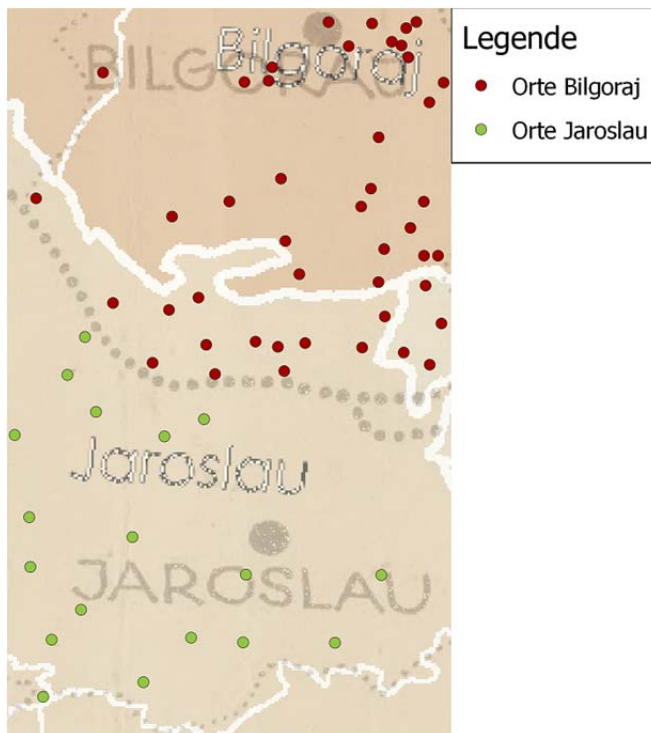 Bilgoraj
BILGORAJ
Legende
Orte Bilgoraj
Orte Jaroslau
Jaroslau
JAROSLAU